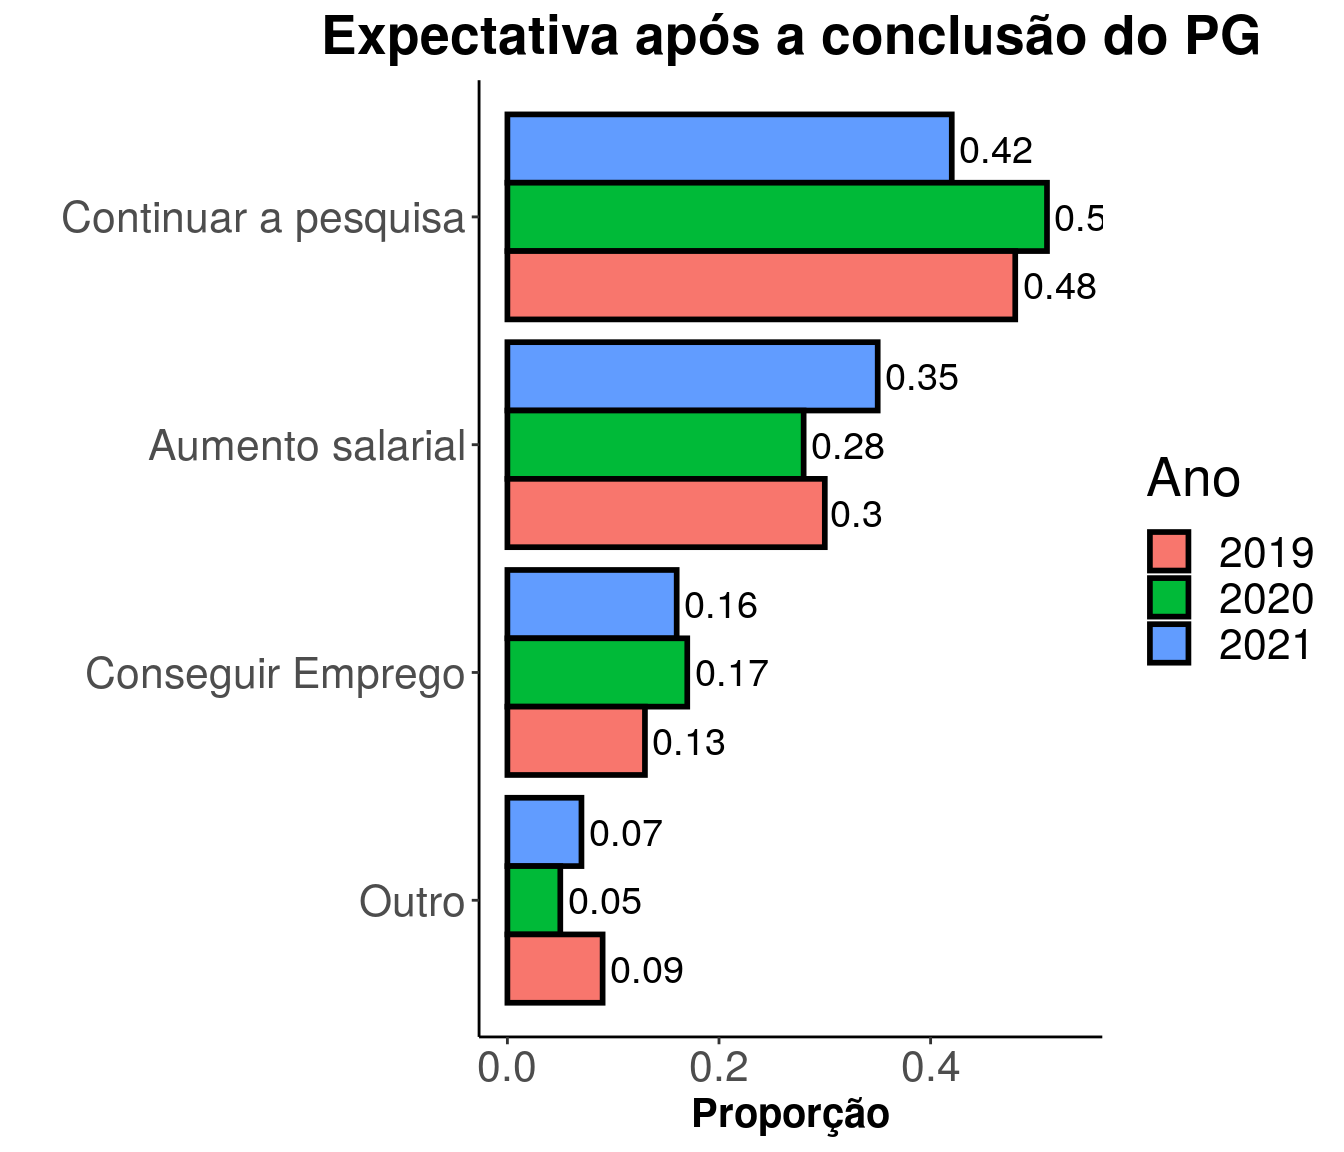 Expectativa após a conclusão do PG
Continuar a pesquisa
0.42
0.5
0.48
Aumento salarial
0.35
0.28
0.3
Conseguir Emprego
0.16
0.17
0.13
Outro
0.07
0.05
0.09
0.0 0.2 0.4
Proporção
Ano
2019
2020
2021